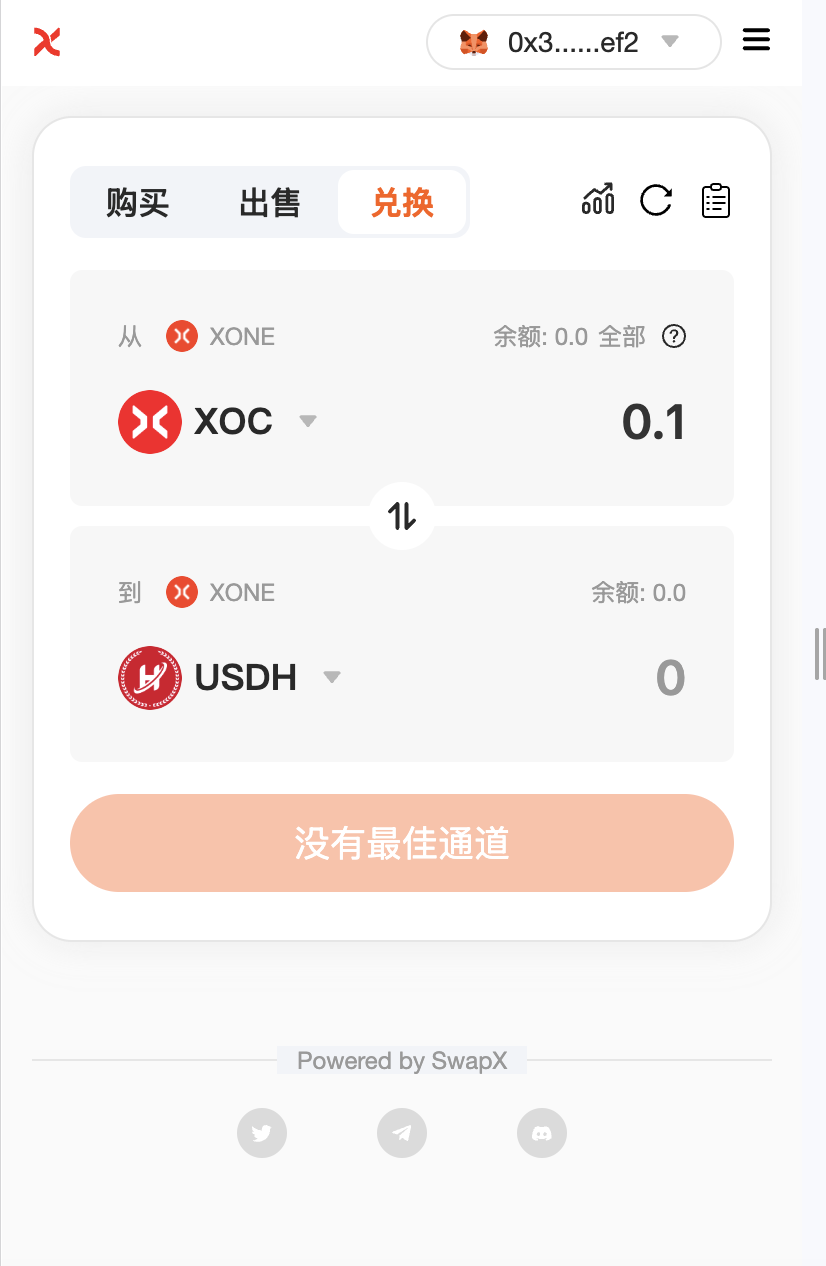 0x3......ef2
购买 出售 兑换
从 XONE 余额: 0.0 全部 ?
XOC 0.1
到 XONE 余额: 0.0
USDH 0
没有最佳通道
Powered by SwapX